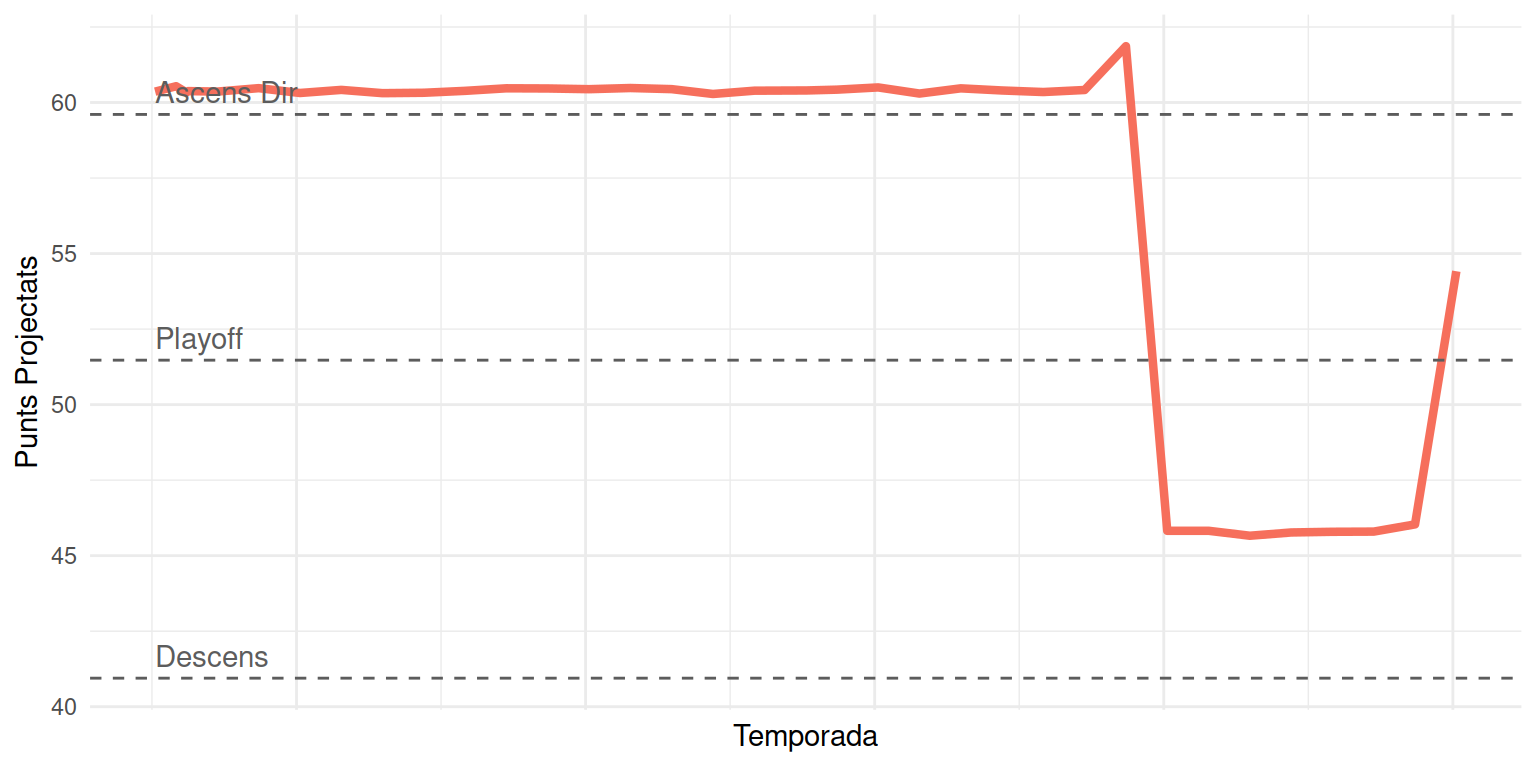 60
55
50
45
40
Punts Projectats
Ascens Dir
Playoff
Descens
Temporada